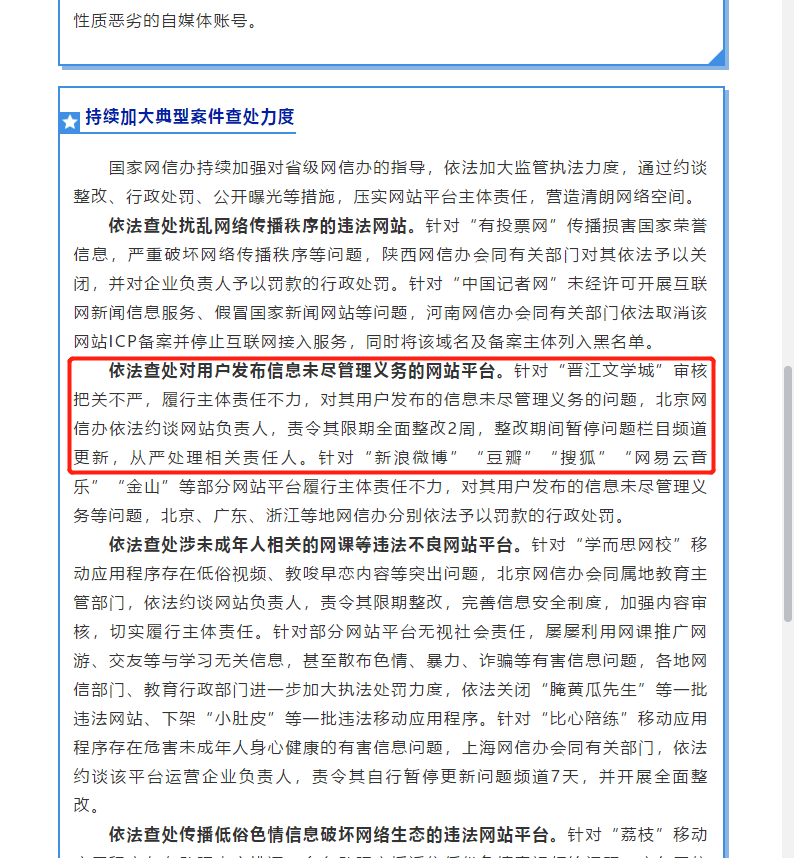 性质恶劣的自媒体账号。
持续加大典型案件查处力度
国家网信办持续加强对省级网信办的指导，依法加大监管执法力度，通过约谈
整改、行政处罚、公开曝光等措施，压实网站平台主体责任，营造清朗网络空间。
依法查处扰乱网络传播秩序的违法网站。针对“有投票网”传播损害国家荣誉
信息，严重破坏网络传播秩序等问题，陕西网信办会同有关部门对其依法予以关
闭，并对企业负责人予以罚款的行政处罚。针对“中国记者网”未经许可开展互联
网新闻信息服务、假冒国家新闻网站等问题，河南网信办会同有关部门依法取消该
网站ICP备案并停止互联网接入服务，同时将该域名及备案主体列入黑名单。
依法查处对用户发布信息未尽管理义务的网站平台。针对“晋江文学城”审核
把关不严，履行主体责任不力，对其用户发布的信息未尽管理义务的问题，北京网
信办依法约谈网站负责人，责令其限期全面整改2周，整改期间暂停问题栏目频道
更新，从严处理相关责任人。针对“新浪微博”“豆瓣”“搜狐”“网易云音
乐”“金山”等部分网站平台履行主体责任不力，对其用户发布的信息未尽管理义
务等问题，北京、广东、浙江等地网信办分别依法予以罚款的行政处罚。
依法查处涉未成年人相关的网课等违法不良网站平台。针对“学而思网校”移
动应用程序存在低俗视频、教唆早恋内容等突出问题，北京网信办会同属地教育主
管部门，依法约谈网站负责人，责令其限期整改，完善信息安全制度，加强内容审
核，切实履行主体责任。针对部分网站平台无视社会责任，屡屡利用网课推广网
游、交友等与学习无关信息，甚至散布色情、暴力、诈骗等有害信息问题，各地网
信部门、教育行政部门进一步加大执法处罚力度，依法关闭“腌黄瓜先生”等一批
违法网站、下架“小肚皮”等一批违法移动应用程序。针对“比心陪练”移动应用
程序存在危害未成年人身心健康的有害信息问题，上海网信办会同有关部门，依法
约谈该平台运营企业负责人，责令其自行暂停更新问题频道7天，并开展全面整
改。
依法查处传播低俗色情信息破坏网络生态的违法网站平台。针对“荔枝”移动